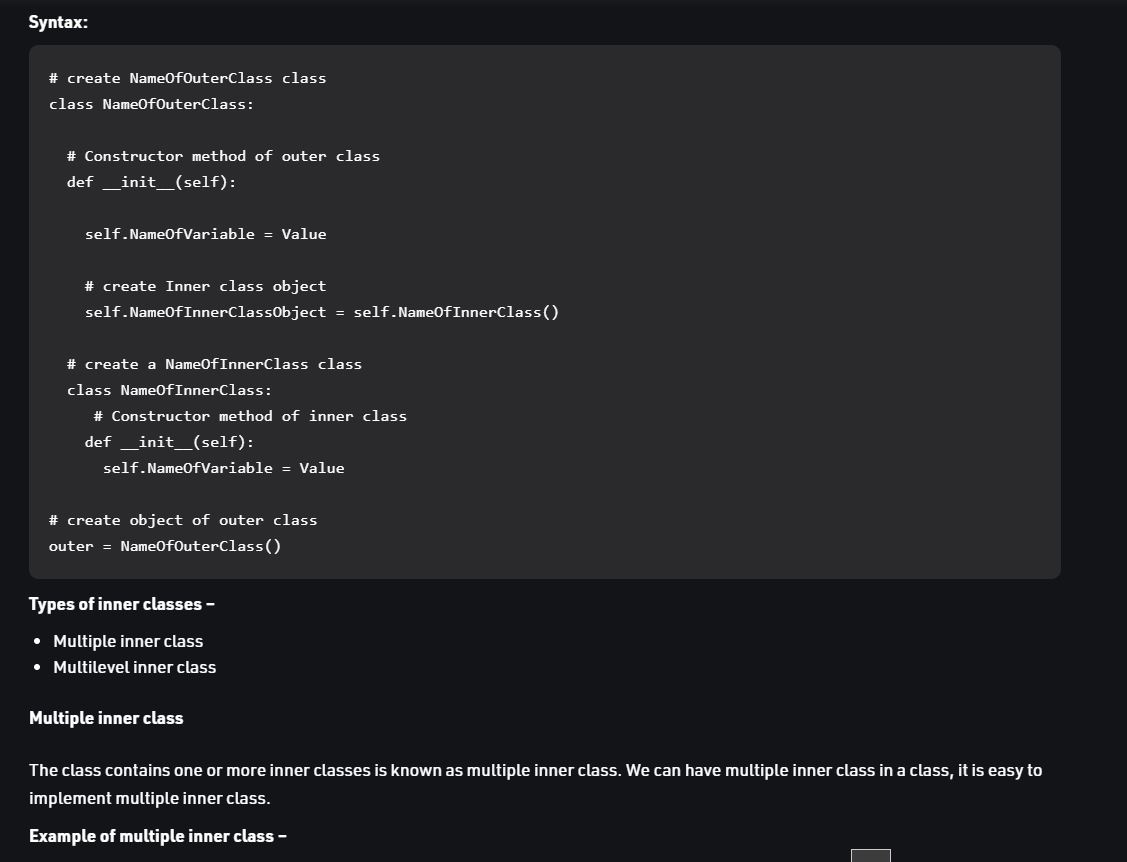 Syntax:
# create NameOfOuterClass class
class NameOfOuterClass:
# Constructor method of outer class
def __init__(self):
self.NameOfVariable = Value
# create Inner class object
self.NameOfInnerClassObject = self.NameOfInnerClass()
# create a NameOfInnerClass class
class NameOfInnerClass:
# Constructor method of inner class
def __init__(self):
self.NameOfVariable = Value
# create object of outer class
outer = NameOfOuterClass()
Types of inner classes –
• Multiple inner class
• Multilevel inner class
Multiple inner class
The class contains one or more inner classes is known as multiple inner class. We can have multiple inner class in a class, it is easy to
implement multiple inner class.
Example of multiple inner class –